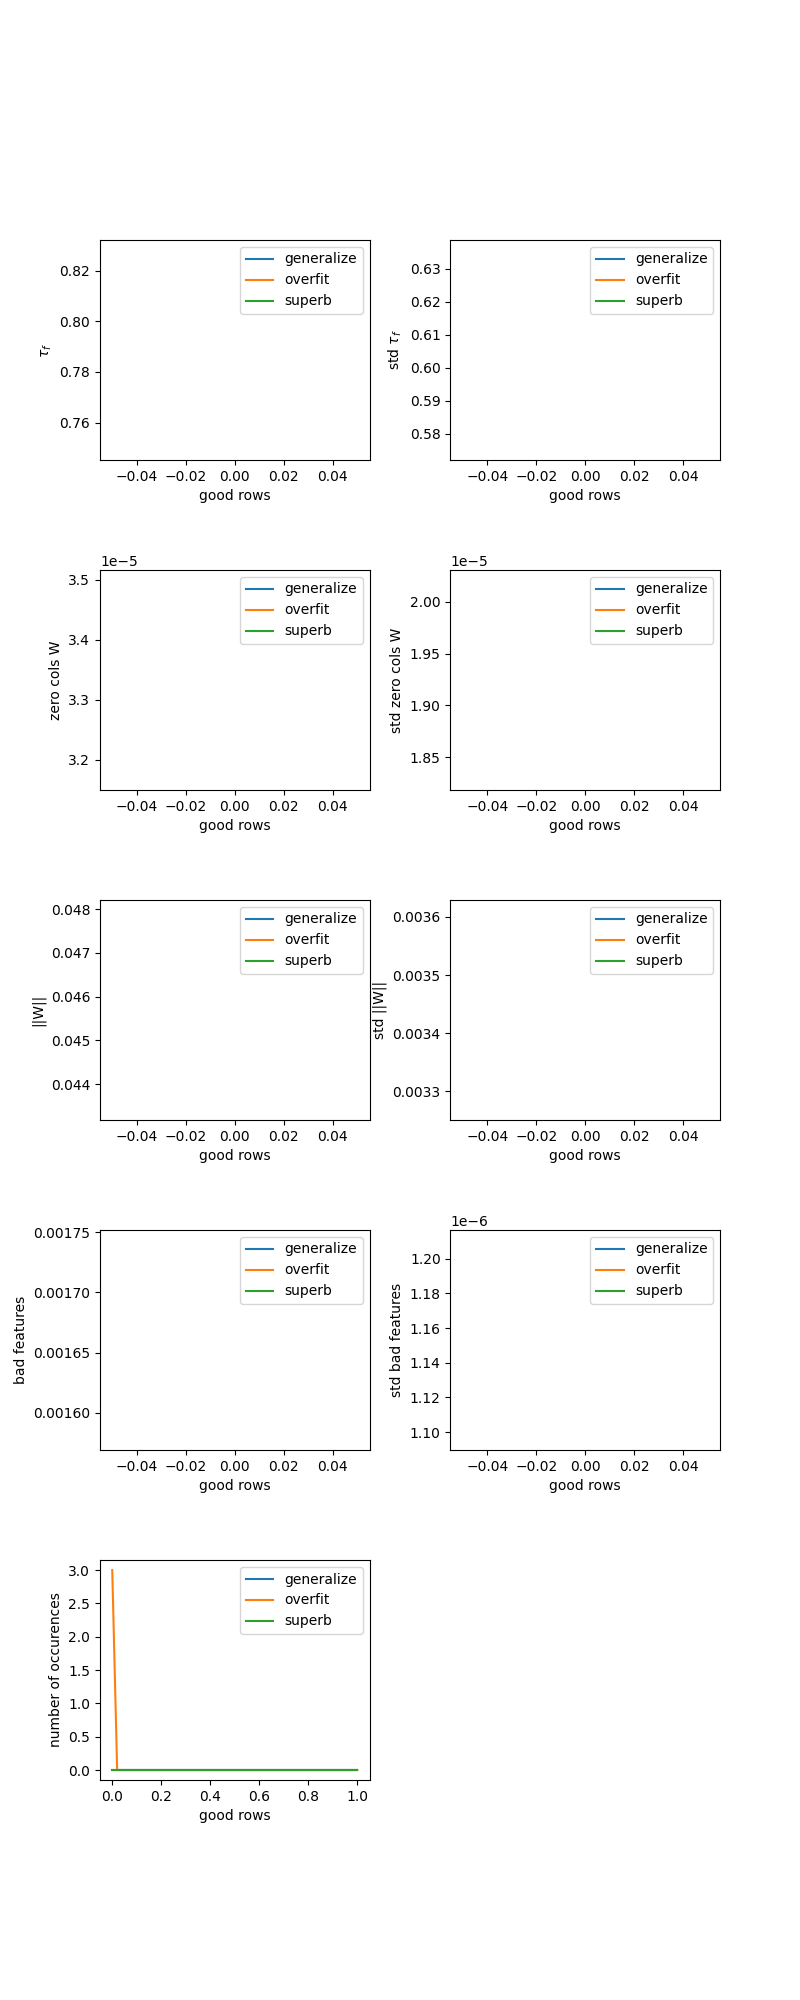 generalize
overfit
superb
0.82
0.80
0.78
0.76
τf
−0.04 −0.02 0.00 0.02 0.04
good rows
generalize
overfit
superb
0.63
0.62
0.61
0.60
0.59
0.58
std τf
−0.04 −0.02 0.00 0.02 0.04
good rows
1e−5
generalize
overfit
superb
3.5
3.4
3.3
3.2
zero cols W
−0.04 −0.02 0.00 0.02 0.04
good rows
1e−5
generalize
overfit
superb
2.00
1.95
1.90
1.85
std zero cols W
−0.04 −0.02 0.00 0.02 0.04
good rows
generalize
overfit
superb
0.048
0.047
0.046
0.045
0.044
||W||
−0.04 −0.02 0.00 0.02 0.04
good rows
generalize
overfit
superb
0.0036
0.0035
0.0034
0.0033
std ||W||
−0.04 −0.02 0.00 0.02 0.04
good rows
generalize
overfit
superb
0.00175
0.00170
0.00165
0.00160
bad features
−0.04 −0.02 0.00 0.02 0.04
good rows
1e−6
generalize
overfit
superb
1.20
1.18
1.16
1.14
1.12
1.10
std bad features
−0.04 −0.02 0.00 0.02 0.04
good rows
generalize
overfit
superb
3.0
2.5
2.0
1.5
1.0
0.5
0.0
number of occurences
0.0 0.2 0.4 0.6 0.8 1.0
good rows